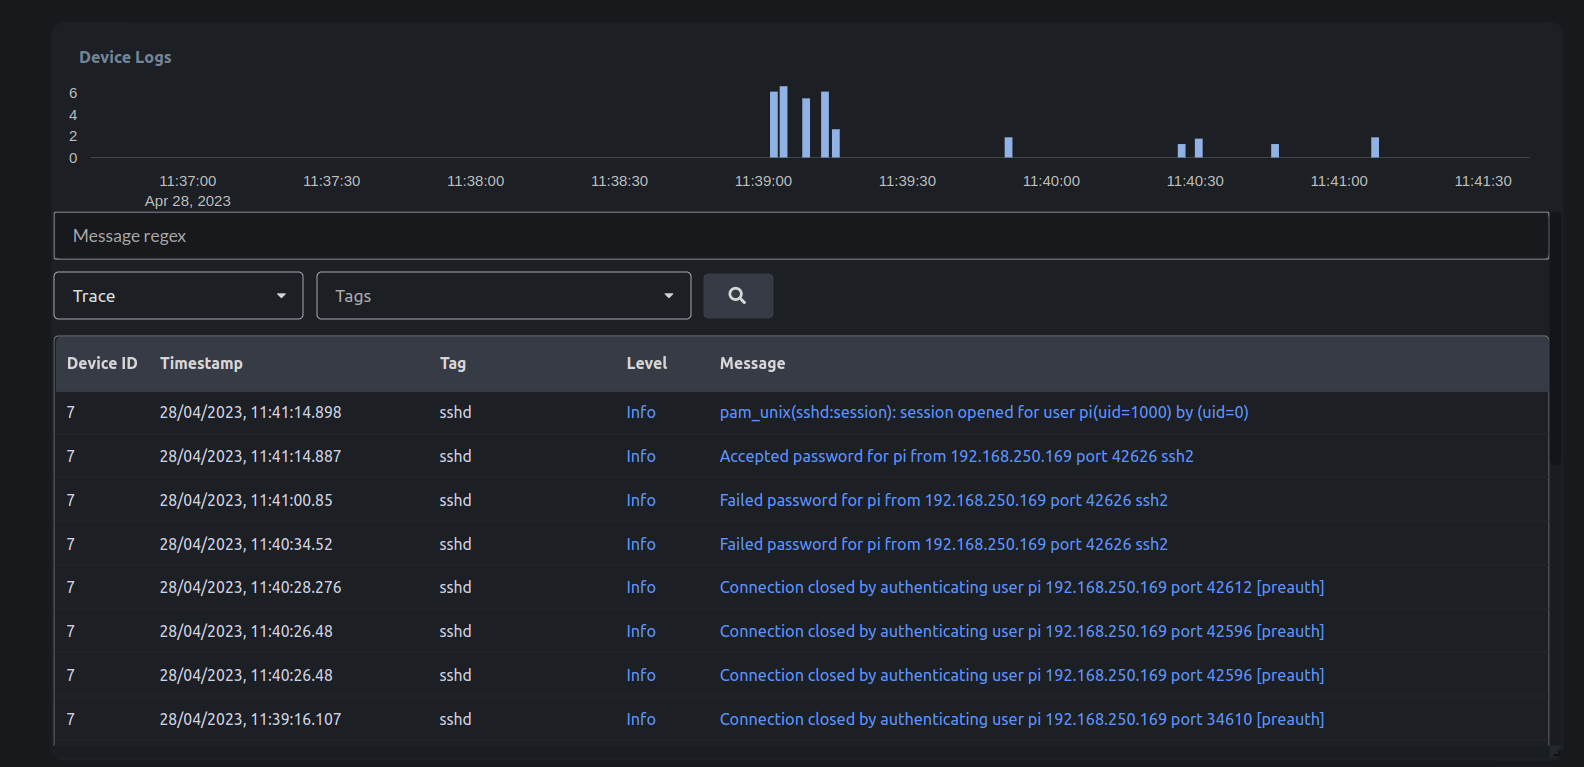 Device Logs
6
4
2
0
11:37:00 11:37:30 11:38:00 11:38:30 11:39:00 11:39:30 11:40:00 11:40:30 11:41:00 11:41:30
Apr 28, 2023
Message regex
Trace Tags
Device ID Timestamp Tag Level Message
7 28/04/2023, 11:41:14.898 sshd Info pam_unix(sshd:session): session opened for user pi(uid=1000) by (uid=0)
7 28/04/2023, 11:41:14.887 sshd Info Accepted password for pi from 192.168.250.169 port 42626 ssh2
7 28/04/2023, 11:41:00.85 sshd Info Failed password for pi from 192.168.250.169 port 42626 ssh2
7 28/04/2023, 11:40:34.52 sshd Info Failed password for pi from 192.168.250.169 port 42626 ssh2
7 28/04/2023, 11:40:28.276 sshd Info Connection closed by authenticating user pi 192.168.250.169 port 42612 [preauth]
7 28/04/2023, 11:40:26.48 sshd Info Connection closed by authenticating user pi 192.168.250.169 port 42596 [preauth]
7 28/04/2023, 11:40:26.48 sshd Info Connection closed by authenticating user pi 192.168.250.169 port 42596 [preauth]
7 28/04/2023, 11:39:16.107 sshd Info Connection closed by authenticating user pi 192.168.250.169 port 34610 [preauth]